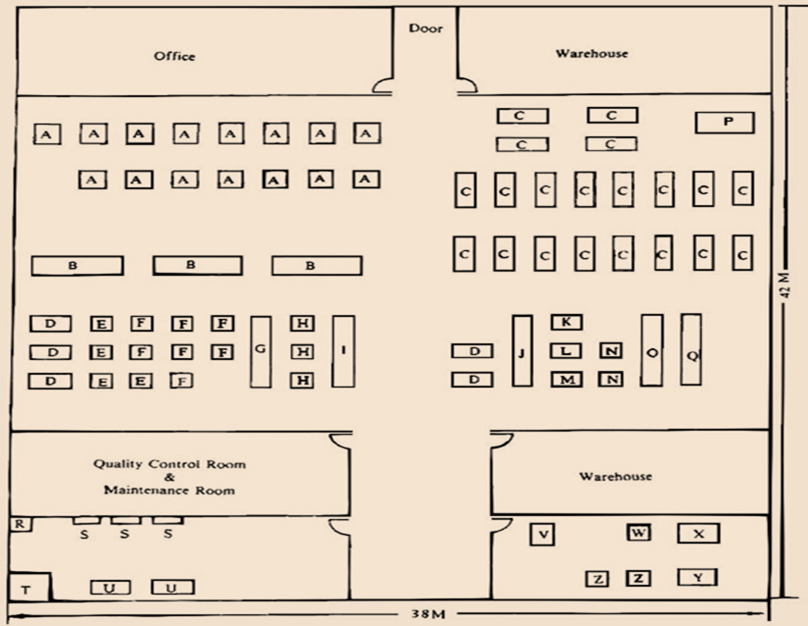 Door
Office
Warehouse
C C P
A A A A A A A A
C C
A A A A A A A
C C C C C C C C
C C C C C C C C
B B B
42 M
D E F F F H K
D E F F F G H I D J L N O Q
D E E F H D M N
Quality Control Room
&
Maintenance Room
Warehouse
R
S S S
V W X
T U U
Z Z Y
38M